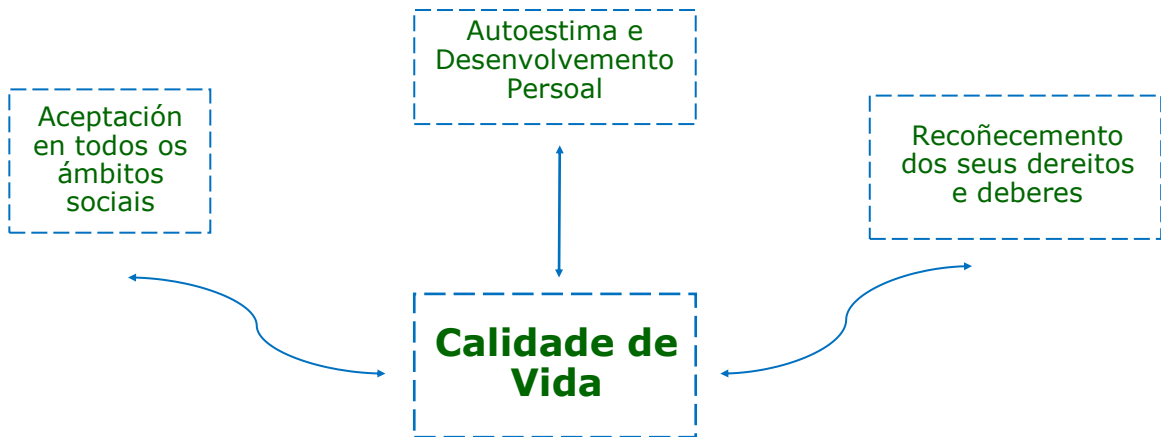 Autoestima e
Desenvolvemento
Persoal
Aceptación
en todos os
ámbitos
sociais
Recoñecemento
dos seus dereitos
e deberes
Calidade de
Vida